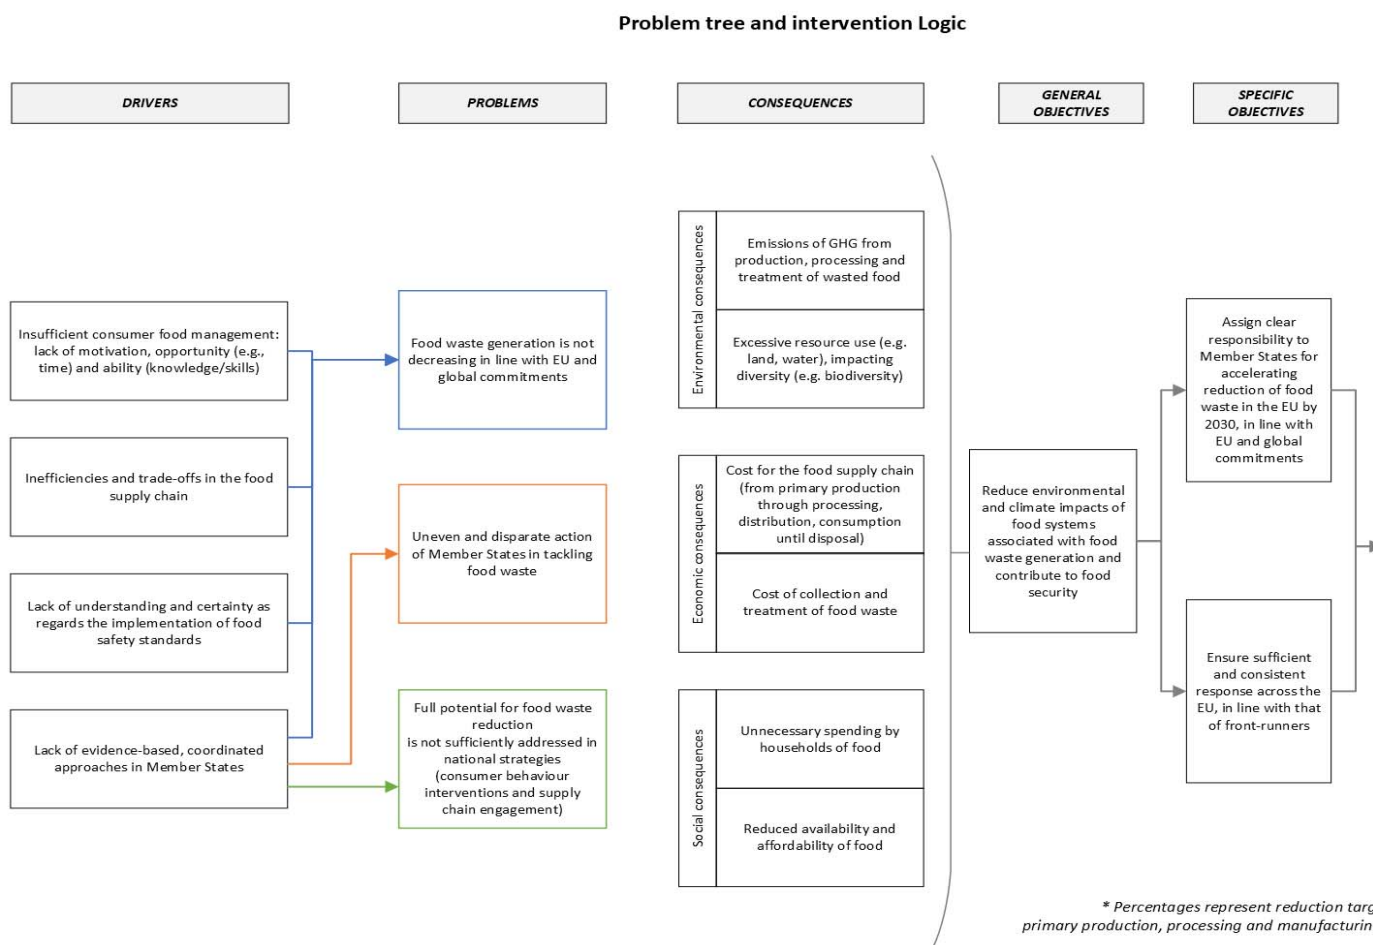 Problem tree and intervention Logic
DRIVERS
PROBLEMS
CONSEQUENCES
GENERAL
OBJECTIVES
SPECIFIC
OBJECTIVES
Insufficient consumer food management:
lack of motivation, opportunity (e.g.,
time) and ability (knowledge/skills)
Inefficiencies and trade-offs in the food
supply chain
Lack of understanding and certainty as
regards the implementation of food
safety standards
Lack of evidence-based, coordinated
approaches in Member States
Food waste generation is not
decreasing in line with EU and
global commitments
Uneven and disparate action
of Member States in tackling
food waste
Full potential for food waste
reduction
is not sufficiently addressed in
national strategies
(consumer behaviour
interventions and supply
chain engagement)
Environmental consequences
Emissions of GHG from
production, processing and
treatment of wasted food
Excessive resource use (e.g.
land, water), impacting
diversity (e.g. biodiversity)
Economic consequences
Cost for the food supply chain
(from primary production
through processing,
distribution, consumption
until disposal)
Cost of collection and
treatment of food waste
Social consequences
Unnecessary spending by
households of food
Reduced availability and
affordability of food
Reduce environmental
and climate impacts of
food systems
associated with food
waste generation and
contribute to food
security
Assign clear
responsibility to
Member States for
accelerating
reduction of food
waste in the EU by
2030, in line with
EU and global
commitments
Ensure sufficient
and consistent
response across the
EU, in line with that
of front-runners
* Percentages represent reduction targ
primary production, processing and manufacturin